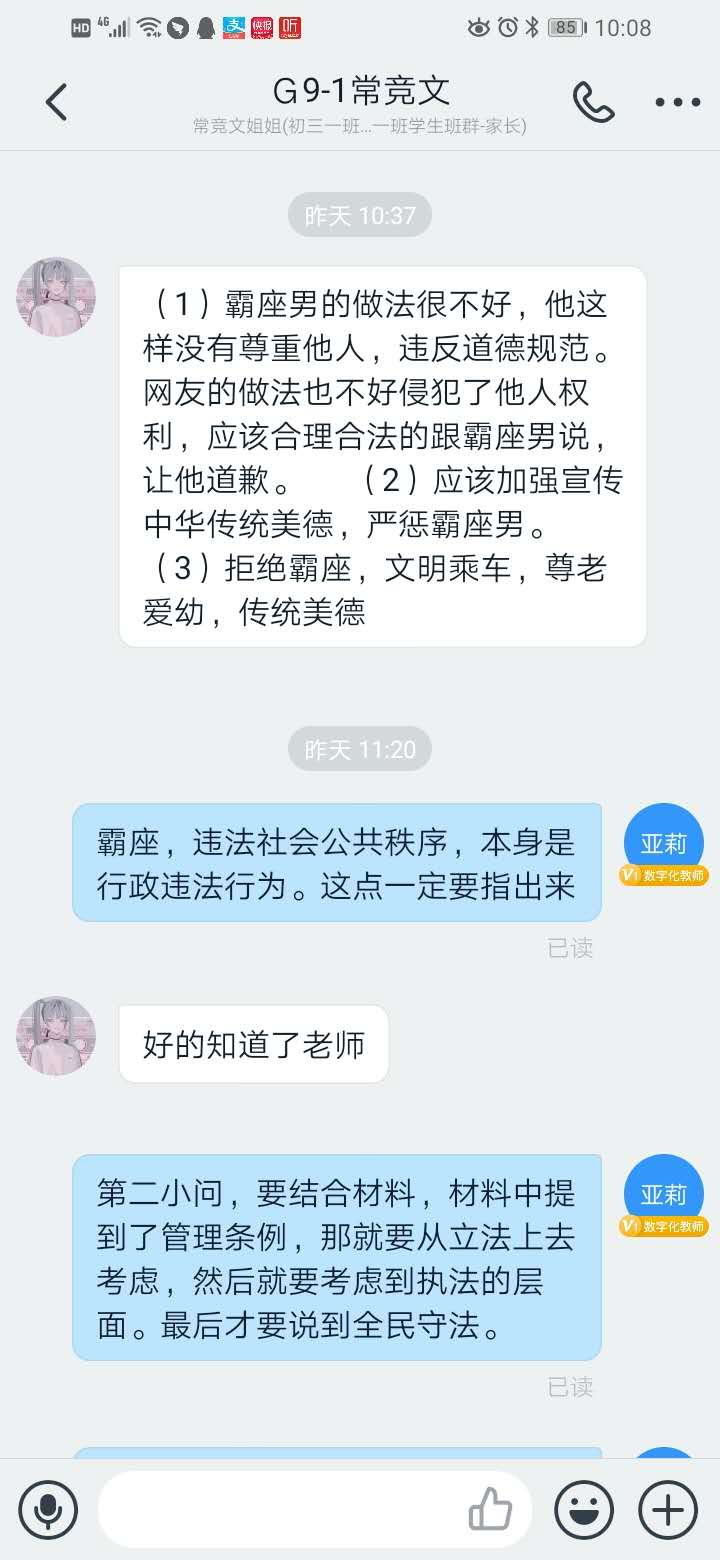 HD 4G 支 快报 听 85 10:08
G9-1常竞文
常竞文姐姐(初三一班...一班学生班群-家长)
昨天 10:37
（1）霸座男的做法很不好，他这
样没有尊重他人，违反道德规范。
网友的做法也不好侵犯了他人权
利，应该合理合法的跟霸座男说，
让他道歉。 （2）应该加强宣传
中华传统美德，严惩霸座男。
（3）拒绝霸座，文明乘车，尊老
爱幼，传统美德
昨天 11:20
霸座，违法社会公共秩序，本身是
行政违法行为。这点一定要指出来
亚莉
V1 数字化教师
已读
好的知道了老师
第二小问，要结合材料，材料中提
到了管理条例，那就要从立法上去
考虑，然后就要考虑到执法的层
面。最后才要说到全民守法。
亚莉
V1 数字化教师
已读